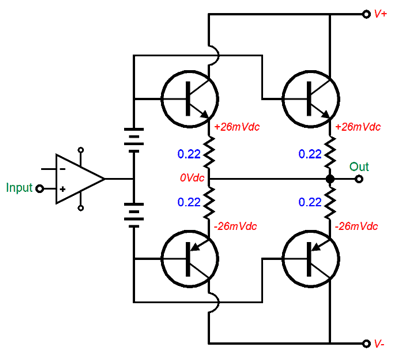 V+
+26mVdc
+26mVdc
0.22
0.22
Out
Input
-
+
0Vdc
0.22
0.22
-26mVdc
-26mVdc
V-